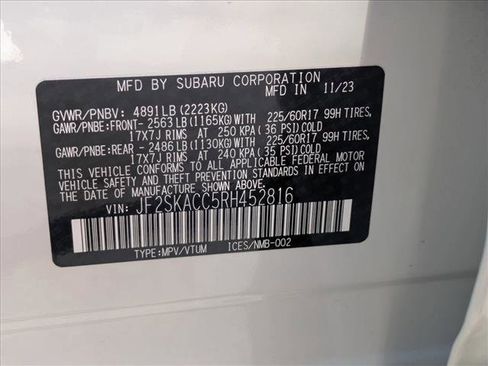 MFD BY SUBARU CORPORATION
MFD IN 11/23
GVWR/PNBV: 4891LB(2223KG)
GAWR/PNBE:FRONT- 2563LB(1165KG)WITH 225/60R17 99H TIRES,
17X7J RIMS AT 250 KPA(36 PSI)COLD
GAWR/PNBE:REAR - 2486LB(1130KG)WITH 225/60R17 99H TIRES,
17X7J RIMS AT 240 KPA(35 PSI)COLD
THIS VEHICLE CONFORMS TO ALL APPLICABLE FEDERAL MOTOR
VEHICLE SAFETY, BUMPER, AND THEFT PREVENTION STANDARDS IN EFFECT
ON THE DATE OF MANUFACTURE SHOWN ABOVE.
VIN: JF2SKACC5RH452816
TYPE:MPV/VTUM ICES/NMB-002